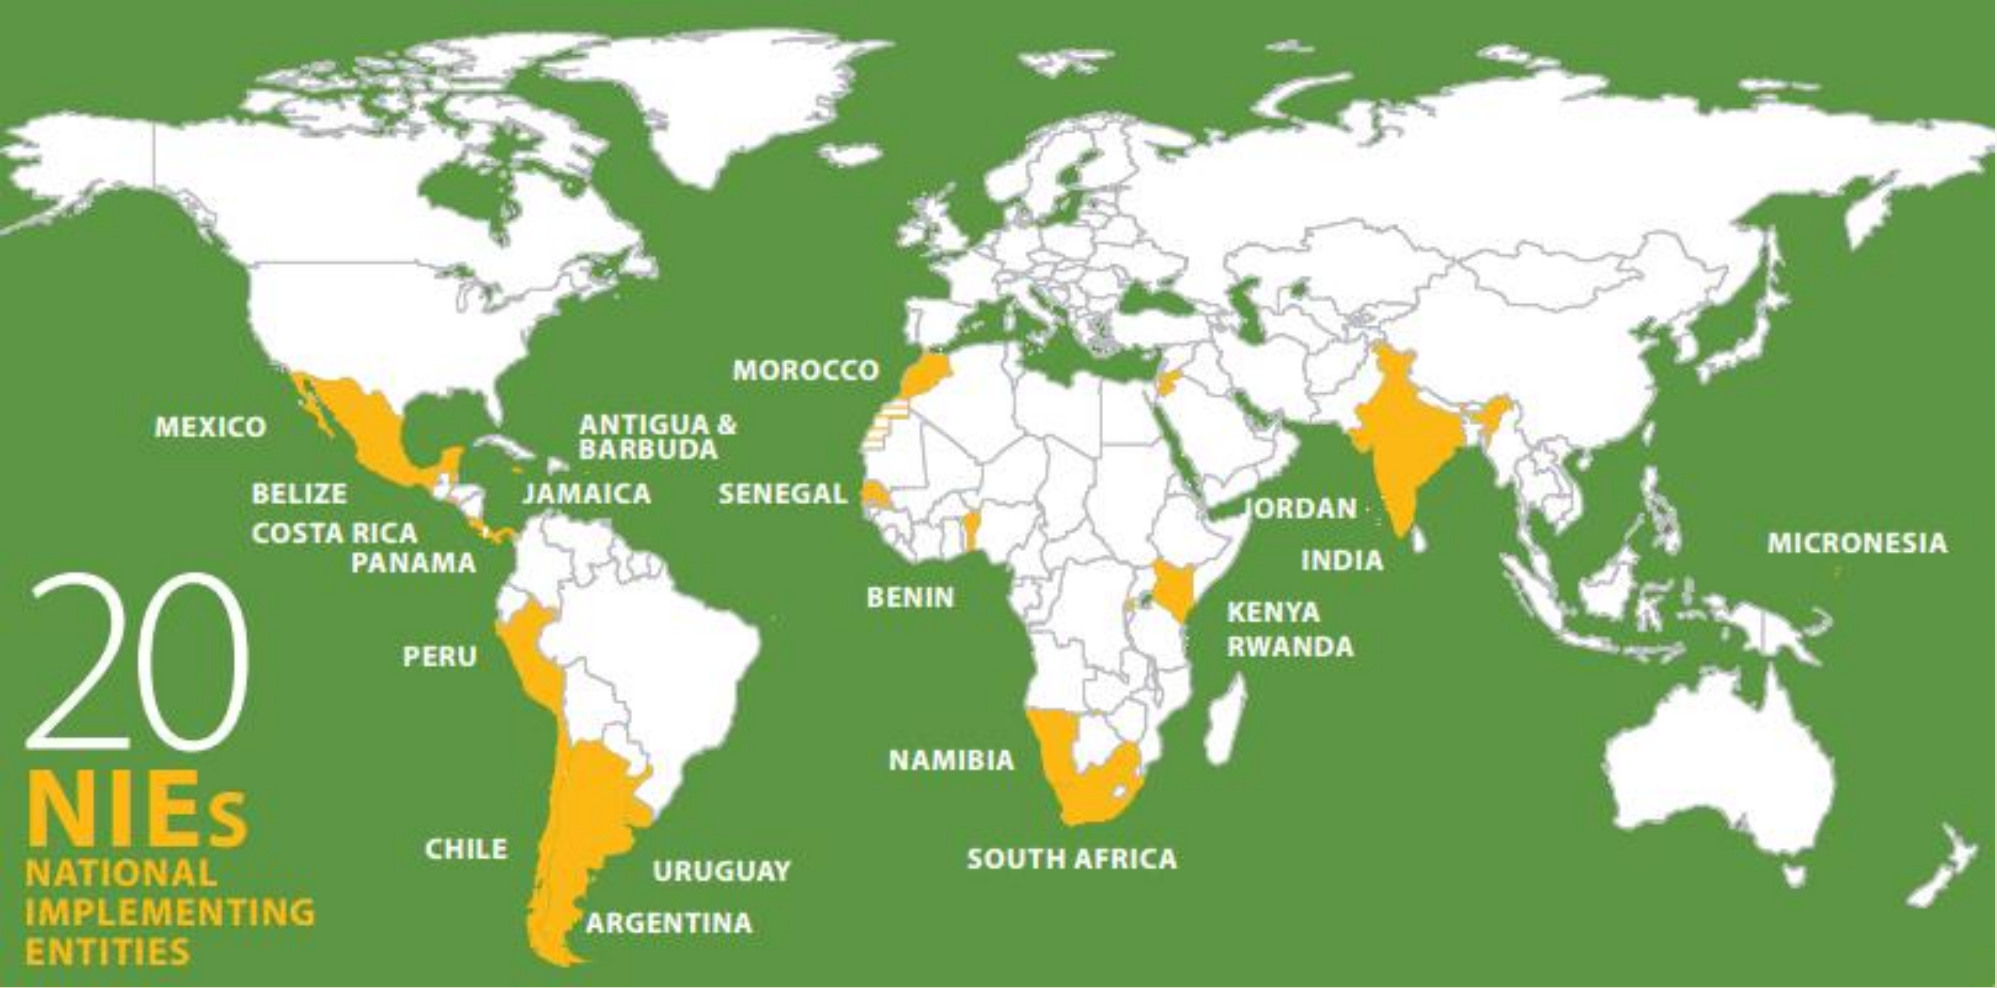 MOROCCO
MEXICO
ANTIGUA &
BARBUDA
BELIZE
JAMAICA
SENEGAL
JORDAN
COSTA RICA
PANAMA
INDIA
MICRONESIA
BENIN
KENYA
RWANDA
PERU
NAMIBIA
CHILE
SOUTH AFRICA
URUGUAY
ARGENTINA
20
NIEs
NATIONAL
IMPLEMENTING
ENTITIES